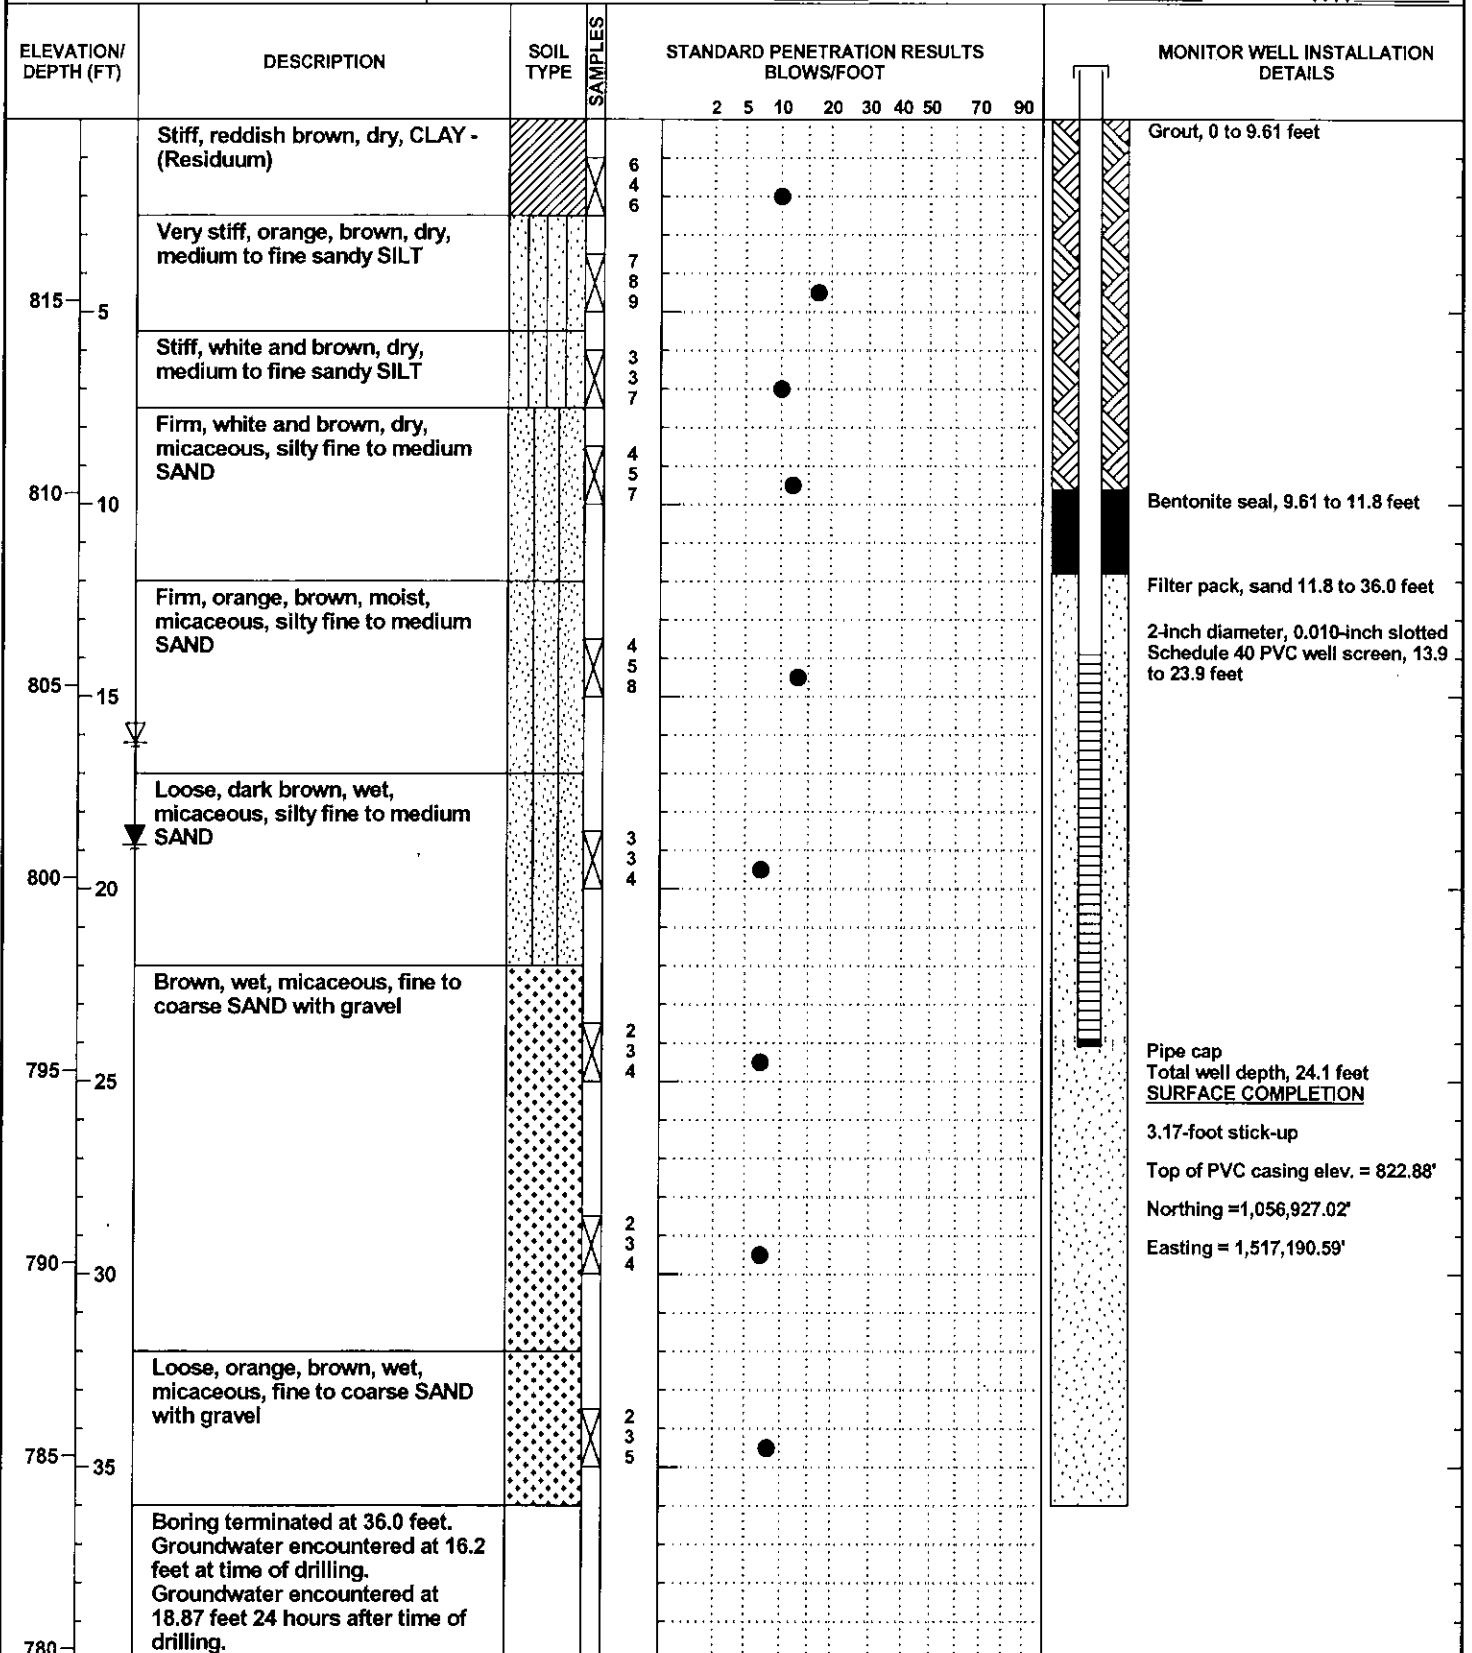 ELEVATION/
DEPTH (FT)
DESCRIPTION
SOIL
TYPE
SAMPLES
STANDARD PENETRATION RESULTS
BLOWS/FOOT
2 5 10 20 30 40 50 70 90
MONITOR WELL INSTALLATION
DETAILS
Stiff, reddish brown, dry, CLAY -
(Residuum)
6
4
6
Grout, 0 to 9.61 feet
Very stiff, orange, brown, dry,
medium to fine sandy SILT
7
8
9
815
5
Stiff, white and brown, dry,
medium to fine sandy SILT
3
3
7
Firm, white and brown, dry,
micaceous, silty fine to medium
SAND
4
5
7
810
10
Bentonite seal, 9.61 to 11.8 feet
Firm, orange, brown, moist,
micaceous, silty fine to medium
SAND
4
5
8
Filter pack, sand 11.8 to 36.0 feet
2-inch diameter, 0.010-inch slotted
Schedule 40 PVC well screen, 13.9
to 23.9 feet
805
15
Loose, dark brown, wet,
micaceous, silty fine to medium
SAND
3
3
4
800
20
Brown, wet, micaceous, fine to
coarse SAND with gravel
2
3
4
795
25
Pipe cap
Total well depth, 24.1 feet
SURFACE COMPLETION
3.17-foot stick-up
Top of PVC casing elev. = 822.88'
Northing =1,056,927.02'
Easting = 1,517,190.59'
2
3
4
790
30
Loose, orange, brown, wet,
micaceous, fine to coarse SAND
with gravel
2
3
5
785
35
Boring terminated at 36.0 feet.
Groundwater encountered at 16.2
feet at time of drilling.
Groundwater encountered at
18.87 feet 24 hours after time of
drilling.
780